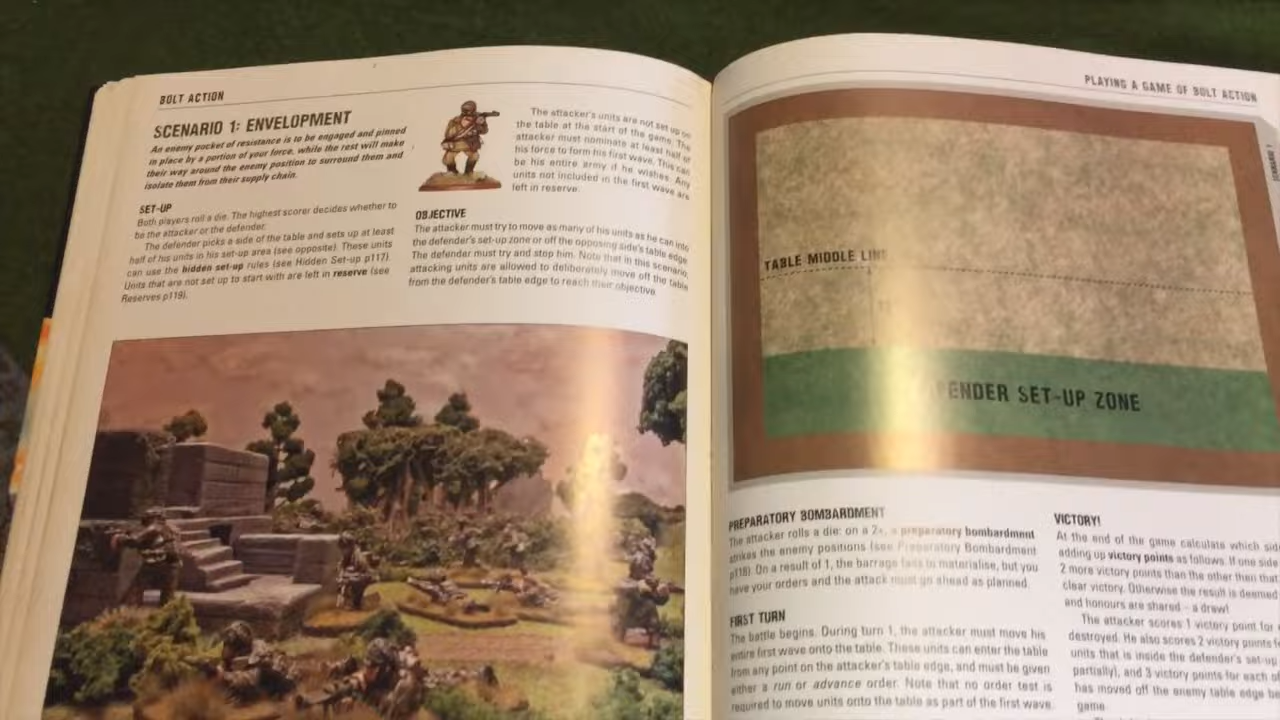 BOLT ACTION
SCENARIO 1: ENVELOPMENT
An enemy pocket of resistance is to be engaged and pinned
in place by a portion of your force, while the rest will make
their way around the enemy position to surround them and
isolate them from their supply chain.
SET-UP
Both players roll a die. The highest scorer decides whether to
be the attacker or the defender.
The defender picks a side of the table and sets up at least
half of his units in his set-up area (see opposite). These units
can use the hidden set-up rules (see Hidden Set-up p117).
Units that are not set up to start with are left in reserve (see
Reserves p119).
The attacker's units are not set up on
the table at the start of the game. The
attacker must nominate at least half of
his force to form his first wave. This can
be his entire army if he wishes. Any
units not included in the first wave are
left in reserve.
OBJECTIVE
The attacker must try to move as many of his units as he can into
the defender's set-up zone or off the opposing side's table edge.
The defender must try and stop him. Note that in this scenario,
attacking units are allowed to deliberately move off the table
from the defender's table edge to reach their objective.
PLAYING A GAME OF BOLT ACTION
TABLE MIDDLE LINE
SET-UP ZONE
PREPARATORY BOMBARDMENT
The attacker rolls a die: on a 2+, a preparatory bombardment
strikes the enemy positions (see Preparatory Bombardment
p118). On a result of 1, the barrage fails to materialise, but you
have your orders and the attack must go ahead as planned.
FIRST TURN
The battle begins. During turn 1, the attacker must move his
entire first wave onto the table. These units can enter the table
from any point on the attacker's table edge, and must be given
either a run or advance order. Note that no order test is
required to move units onto the table as part of the first wave.
VICTORY!
At the end of the game calculate which
adding up victory points as follows. If one side
2 more victory points than the other then that
clear victory. Otherwise the result is deemed
and honours are shared – a draw!
The attacker scores 1 victory point for
destroyed. He also scores 2 victory points
units that is inside the defender's set-up
partially), and 3 victory points for each of
has moved off the enemy table edge
game.